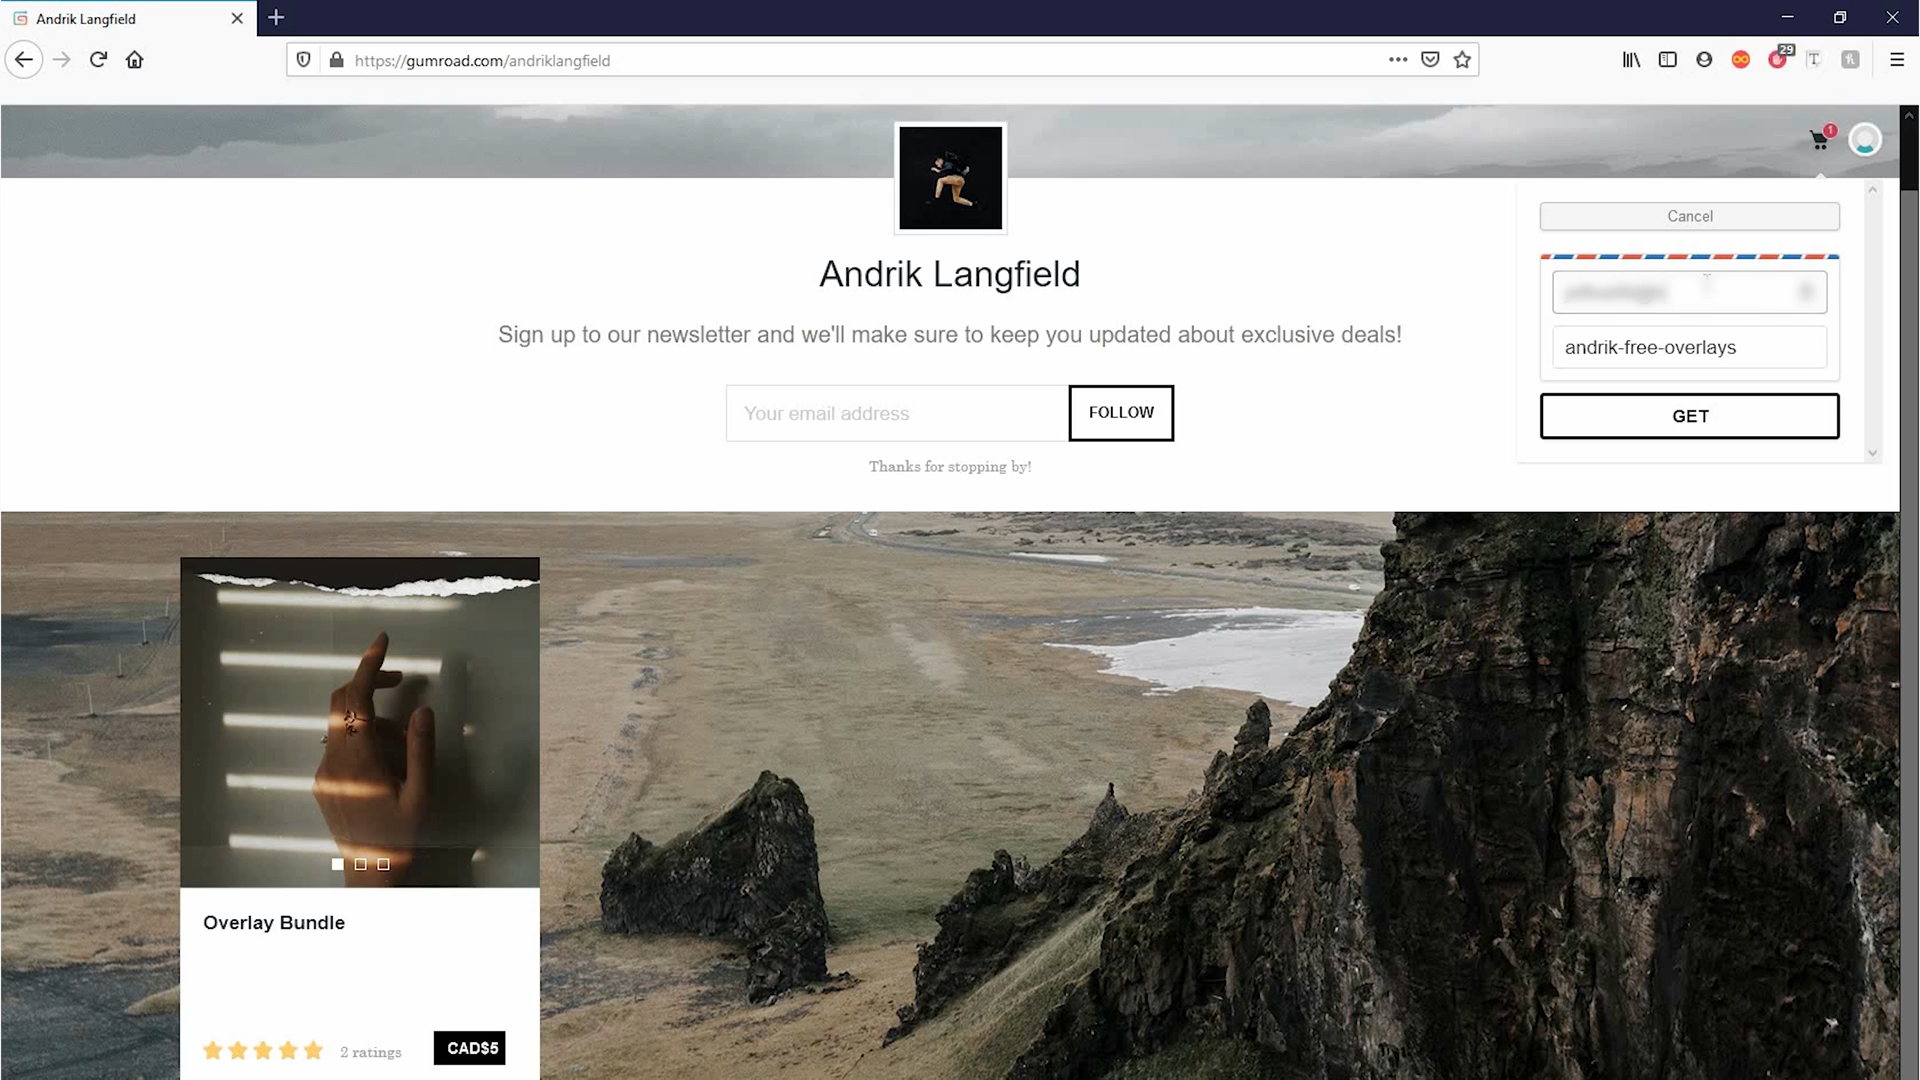 Andrik Langfield
https://gumroad.com/andriklangfield
29
1
Cancel
andrik-free-overlays
GET
Andrik Langfield
Sign up to our newsletter and we'll make sure to keep you updated about exclusive deals!
Your email address
FOLLOW
Thanks for stopping by!
Overlay Bundle
2 ratings
CAD$5